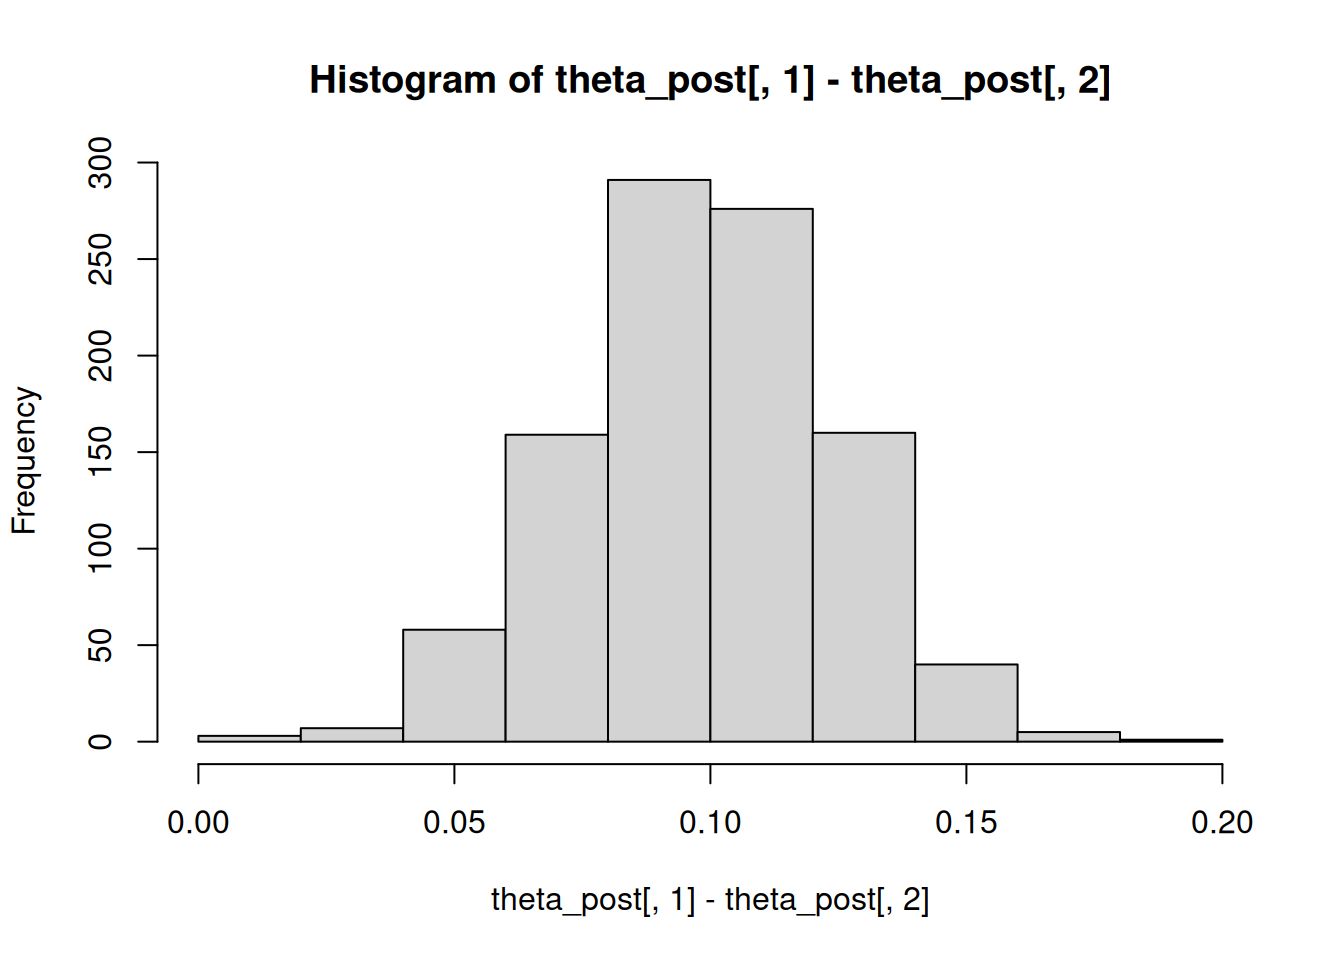 Histogram of theta_post[, 1] - theta_post[, 2]
Frequency
300
250
200
150
100
50
0
0.00 0.05 0.10 0.15 0.20
theta_post[, 1] - theta_post[, 2]